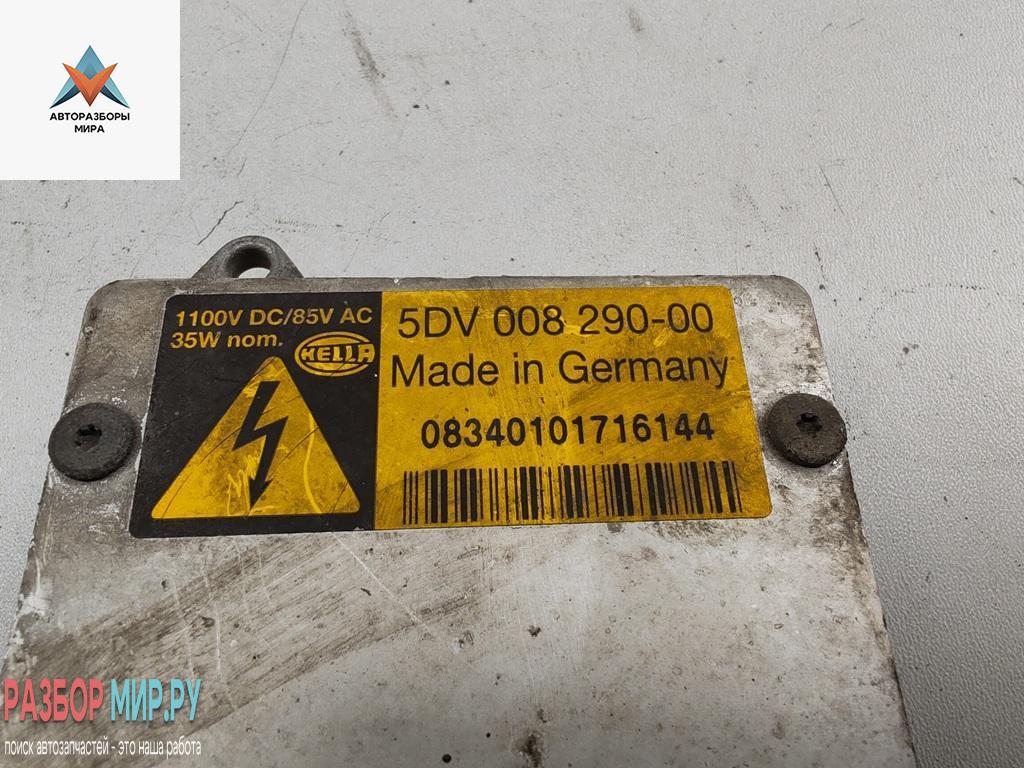 АВТОРАЗБОРЫ
МИРА
1100V DC/85V AC
35W nom.
HELLA
5DV 008 290-00
Made in Germany
08340101716144
РАЗБОР МИР.РУ
поиск автозапчастей - это наша работа